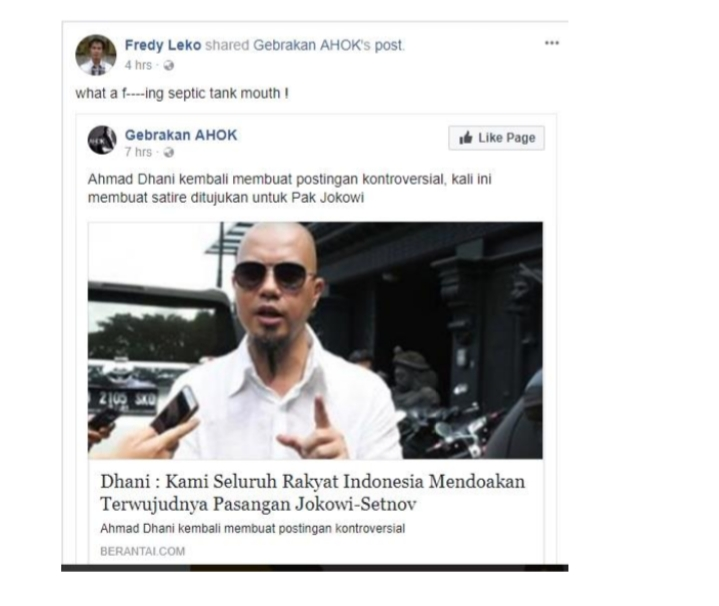 Fredy Leko shared Gebrakan AHOK's post.
4 hrs
what a f----ing septic tank mouth !
Gebrakan AHOK
7 hrs
Like Page
Ahmad Dhani kembali membuat postingan kontroversial, kali ini
membuat satire ditujukan untuk Pak Jokowi
2105 SKO
Dhani : Kami Seluruh Rakyat Indonesia Mendoakan
Terwujudnya Pasangan Jokowi-Setnov
Ahmad Dhani kembali membuat postingan kontroversial
BERANTAI.COM